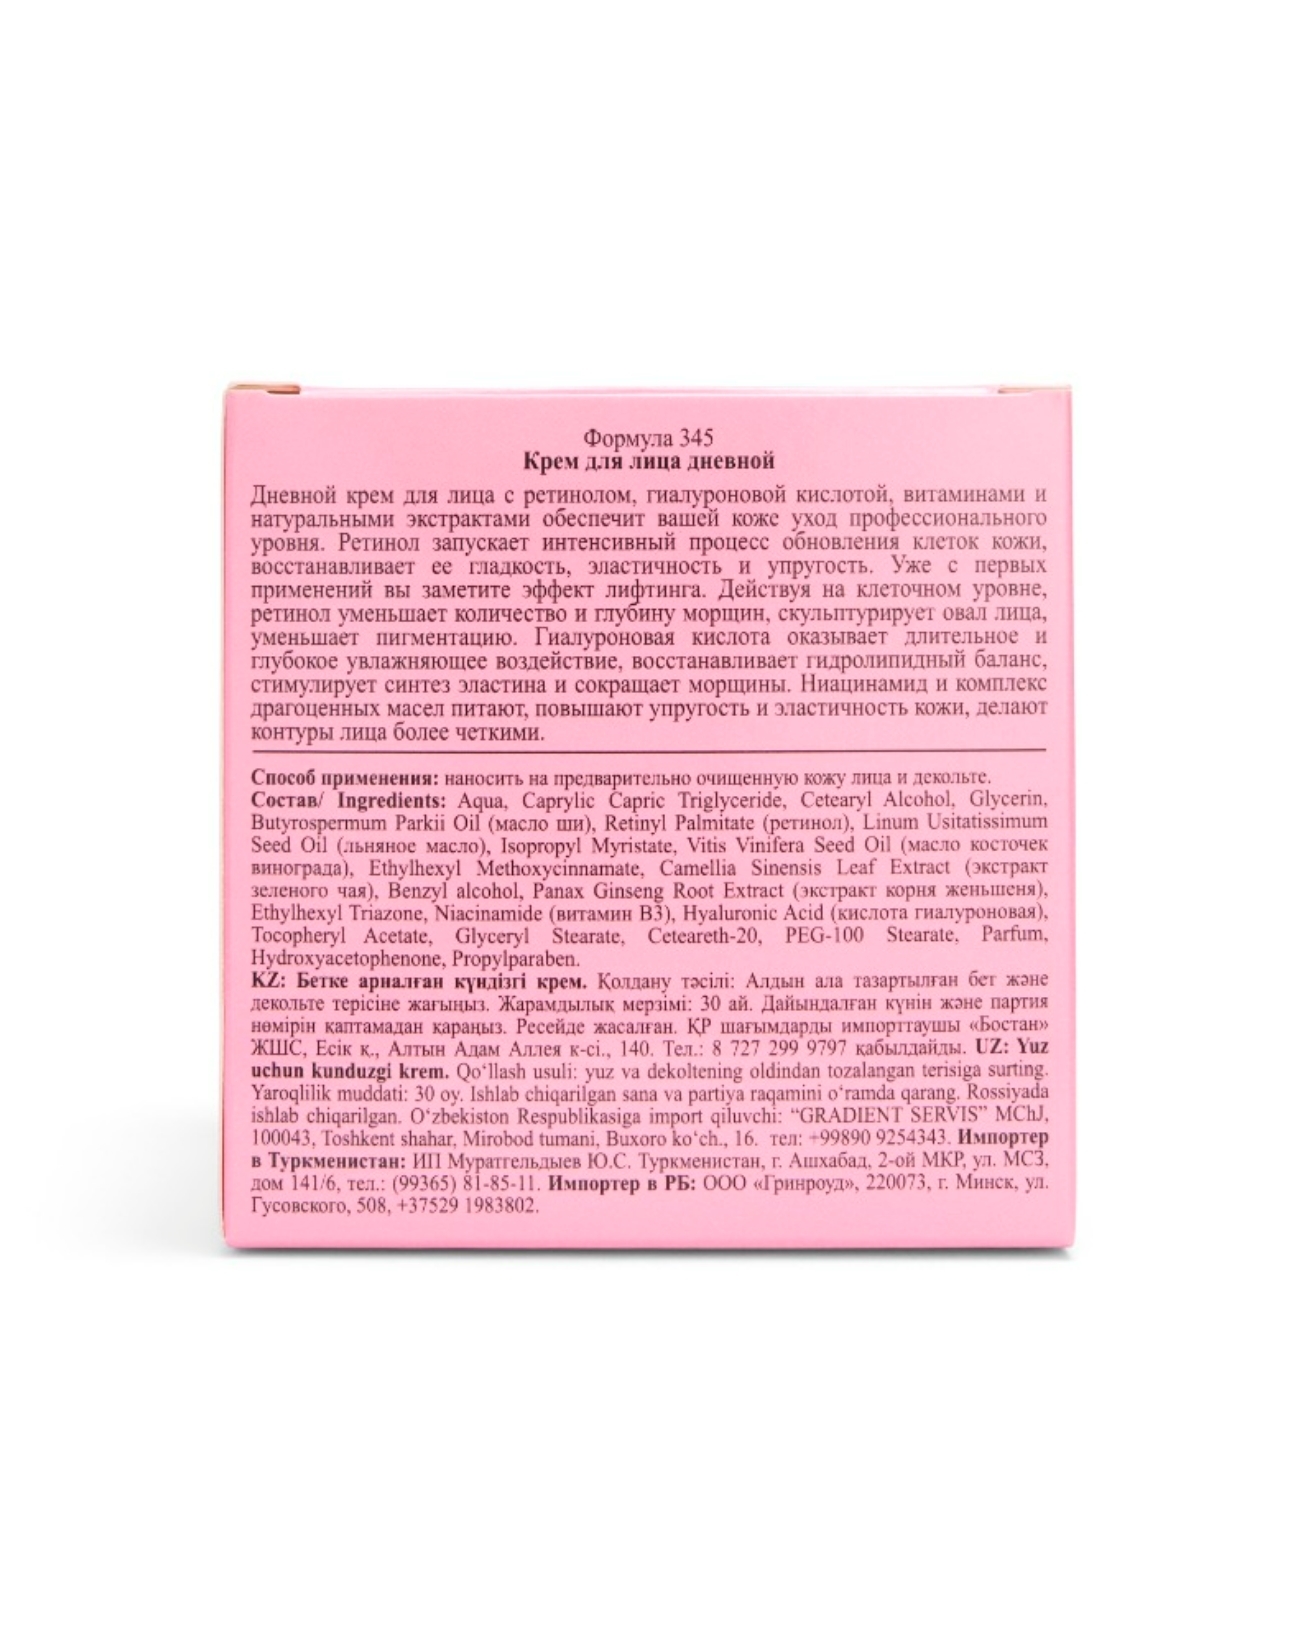 Формула 345
Крем для лица дневной
Дневной крем для лица с ретинолом, гиалуроновой кислотой, витаминами и
натуральными экстрактами обеспечит вашей коже уход профессионального
уровня. Ретинол запускает интенсивный процесс обновления клеток кожи,
восстанавливает ее гладкость, эластичность и упругость. Уже с первых
применений вы заметите эффект лифтинга. Действуя на клеточном уровне,
ретинол уменьшает количество и глубину морщин, скульптурирует овал лица,
уменьшает пигментацию. Гиалуроновая кислота оказывает длительное и
глубокое увлажняющее воздействие, восстанавливает гидролипидный баланс,
стимулирует синтез эластина и сокращает морщины. Ниацинамид и комплекс
драгоценных масел питают, повышают упругость и эластичность кожи, делают
контуры лица более четкими.
Способ применения: наносить на предварительно очищенную кожу лица и декольте.
Состав/ Ingredients: Aqua, Caprylic Capric Triglyceride, Cetearyl Alcohol, Glycerin,
Butyrospermum Parkii Oil (масло ши), Retinyl Palmitate (ретинол), Linum Usitatissimum
Seed Oil (льняное масло), Isopropyl Myristate, Vitis Vinifera Seed Oil (масло косточек
винограда), Ethylhexyl Methoxycinnamate, Camellia Sinensis Leaf Extract (экстракт
зеленого чая), Benzyl alcohol, Panax Ginseng Root Extract (экстракт корня женьшеня),
Ethylhexyl Triazone, Niacinamide (витамин B3), Hyaluronic Acid (кислота гиалуроновая),
Tocopheryl Acetate, Glyceryl Stearate, Ceteareth-20, PEG-100 Stearate, Parfum,
Hydroxyacetophenone, Propylparaben.
KZ: Бетке арналған күндізгі крем. Қолдану тәсілі: Алдын ала тазартылған бет және
декольте терісіне жағыңыз. Жарамдылық мерзімі: 30 ай. Дайындалған күнін және партия
нөмірін қаптамадан қараңыз. Ресейде жасалған. ҚР шағымдарды импорттаушы «Бостан»
ЖШС, Есік қ., Алтын Адам Аллея к-сі., 140. Тел.: 8 727 299 9797 қабылдайды. UZ: Yuz
uchun kunduzgi krem. Qo‘llash usuli: yuz va dekoltening oldindan tozalangan terisiga surting.
Yaroqlilik muddati: 30 oy. Ishlab chiqarilgan sana va partiya raqamini o‘ramda qarang. Rossiyada
ishlab chiqarilgan. O‘zbekiston Respublikasiga import qiluvchi: “GRADIENT SERVIS” MChJ,
100043, Toshkent shahar, Mirobod tumani, Buxoro ko‘ch., 16. тел: +99890 9254343. Импортер
в Туркменистан: ИП Муратгельдыев Ю.С. Туркменистан, г. Ашхабад, 2-ой МКР, ул. МСЗ,
дом 141/6, тел.: (99365) 81-85-11. Импортер в РБ: ООО «Гринроуд», 220073, г. Минск, ул.
Гусовского, 508, +37529 1983802.